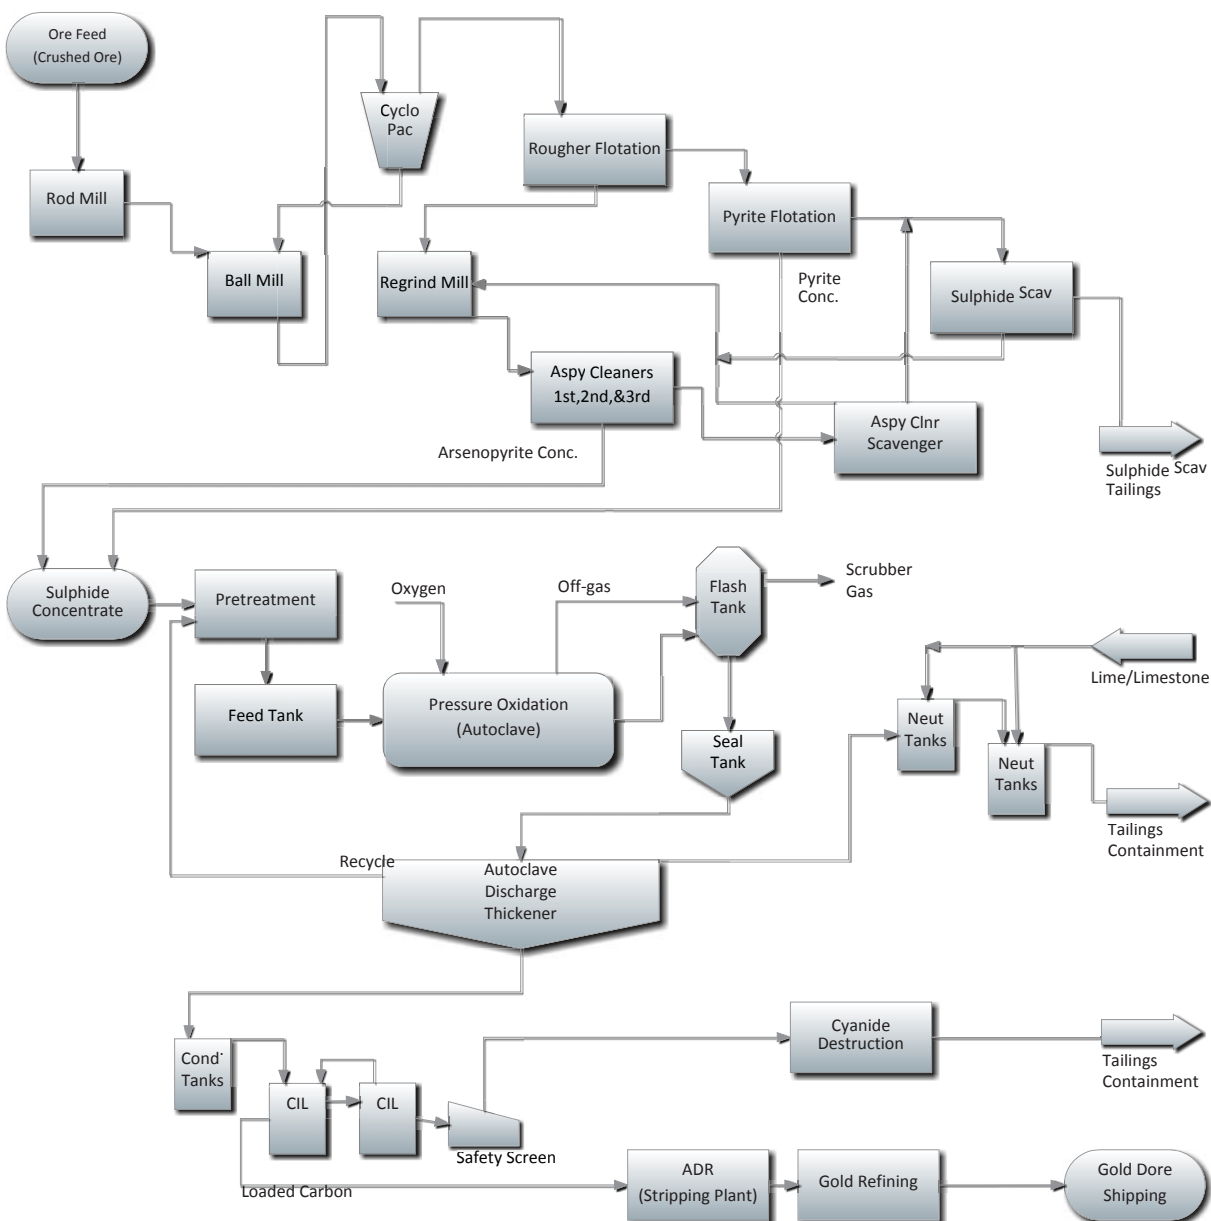 Ore Feed
(Crushed Ore)
Cyclo
Pac
Rougher Flotation
Rod Mill
Pyrite Flotation
Ball Mill
Regrind Mill
Pyrite
Conc.
Sulphide Scav
Aspy Cleaners
1st,2nd,&3rd
Aspy Clnr
Scavenger
Arsenopyrite Conc.
Sulphide Scav
Tailings
Sulphide
Concentrate
Pretreatment
Oxygen
Off-gas
Flash
Tank
Scrubber
Gas
Lime/Limestone
Feed Tank
Pressure Oxidation
(Autoclave)
Seal
Tank
Neut
Tanks
Neut
Tanks
Tailings
Containment
Recycle
Autoclave
Discharge
Thickener
Cond.
Tanks
CIL
CIL
Safety Screen
Cyanide
Destruction
Tailings
Containment
Loaded Carbon
ADR
(Stripping Plant)
Gold Refining
Gold Dore
Shipping